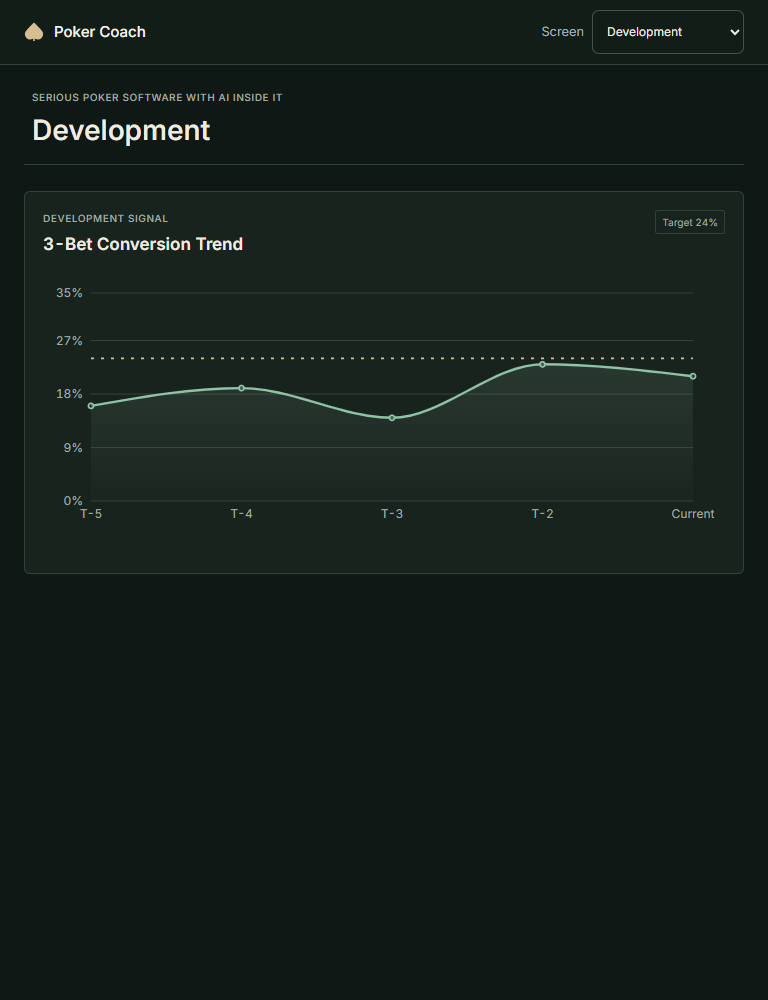 Poker Coach
Screen
Development
SERIOUS POKER SOFTWARE WITH AI INSIDE IT
Development
DEVELOPMENT SIGNAL
Target 24%
3-Bet Conversion Trend
35%
27%
18%
9%
0%
T-5 T-4 T-3 T-2 Current